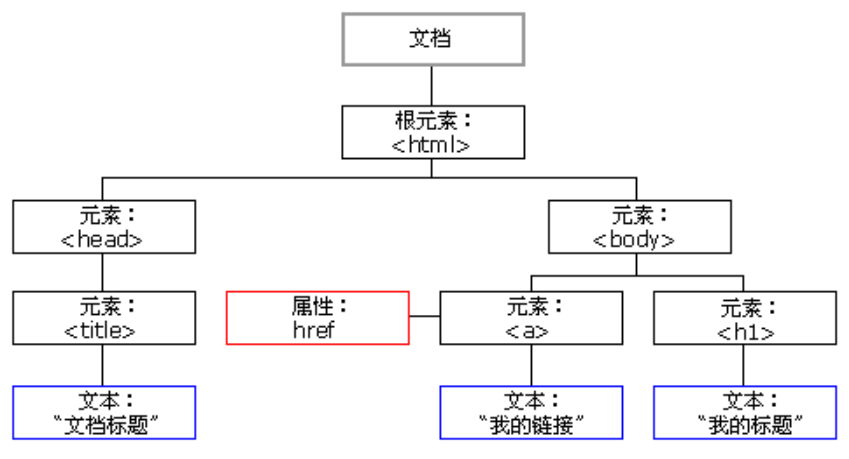 文档
根元素：
<html>
元素：
<head>
元素：
<body>
元素：
<title>
属性：
href
元素：
<a>
元素：
<h1>
文本：
“文档标题”
文本：
“我的链接”
文本：
“我的标题”